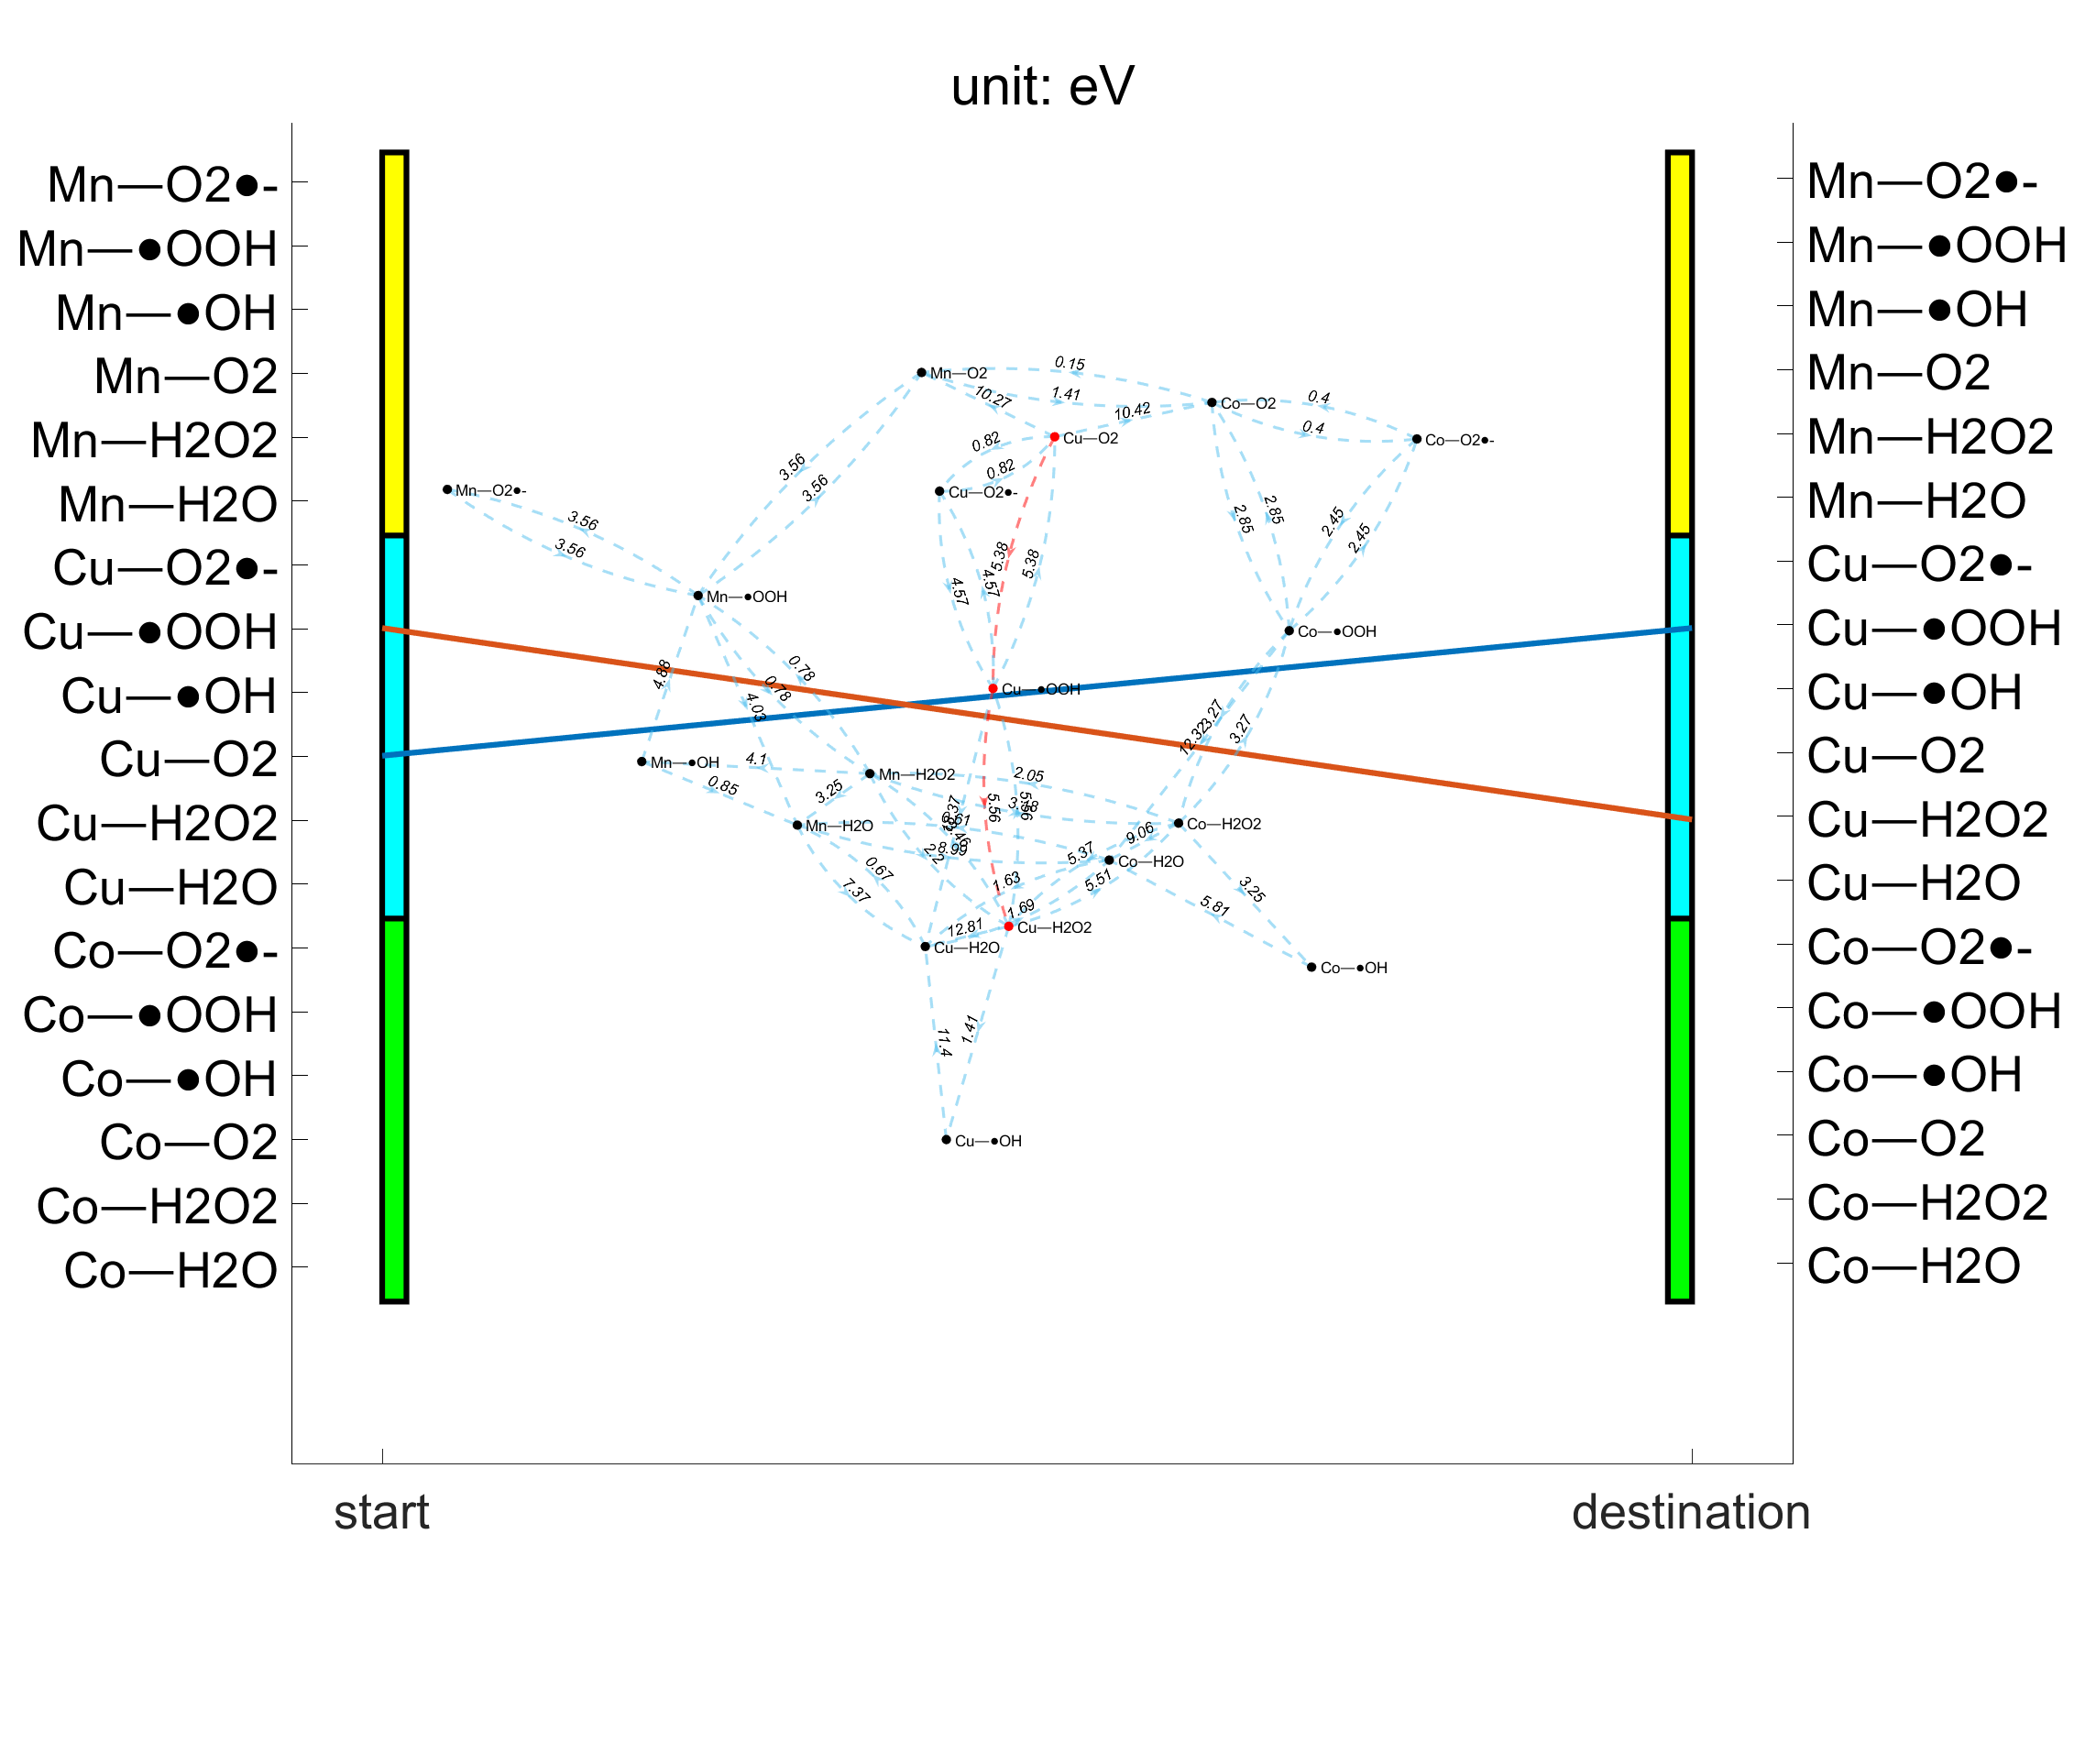 unit: eV
Mn—O2●-
Mn—●OOH
Mn—●OH
Mn—O2
Mn—H2O2
Mn—H2O
Cu—O2●-
Cu—●OOH
Cu—●OH
Cu—O2
Cu—H2O2
Cu—H2O
Co—O2●-
Co—●OOH
Co—●OH
Co—O2
Co—H2O2
Co—H2O
0.15
Mn—O2
10.27
1.41
10.42
Co—O2
0.4
0.4
Cu—O2
Co—O2●-
0.82
0.82
3.56
3.56
Mn—O2●-
Cu—O2●-
3.56
3.56
2.85
2.85
2.45
2.45
5.38
5.38
4.57
4.57
Mn—●OOH
Co—●OOH
4.88
0.78
0.78
4.03
Cu—●OOH
3.27
12.32
3.27
Mn—●OH
4.1
0.85
Mn—H2O2
2.05
3.25
5.56
5.56
Mn—H2O
Co—H2O2
8.99
2.2
9.06
5.37
Co—H2O
0.67
7.37
1.63
5.51
3.25
1.69
5.81
12.81
Cu—H2O2
Cu—H2O
Co—●OH
11.4
1.41
Cu—●OH
Mn—O2●-
Mn—●OOH
Mn—●OH
Mn—O2
Mn—H2O2
Mn—H2O
Cu—O2●-
Cu—●OOH
Cu—●OH
Cu—O2
Cu—H2O2
Cu—H2O
Co—O2●-
Co—●OOH
Co—●OH
Co—O2
Co—H2O2
Co—H2O
start
destination